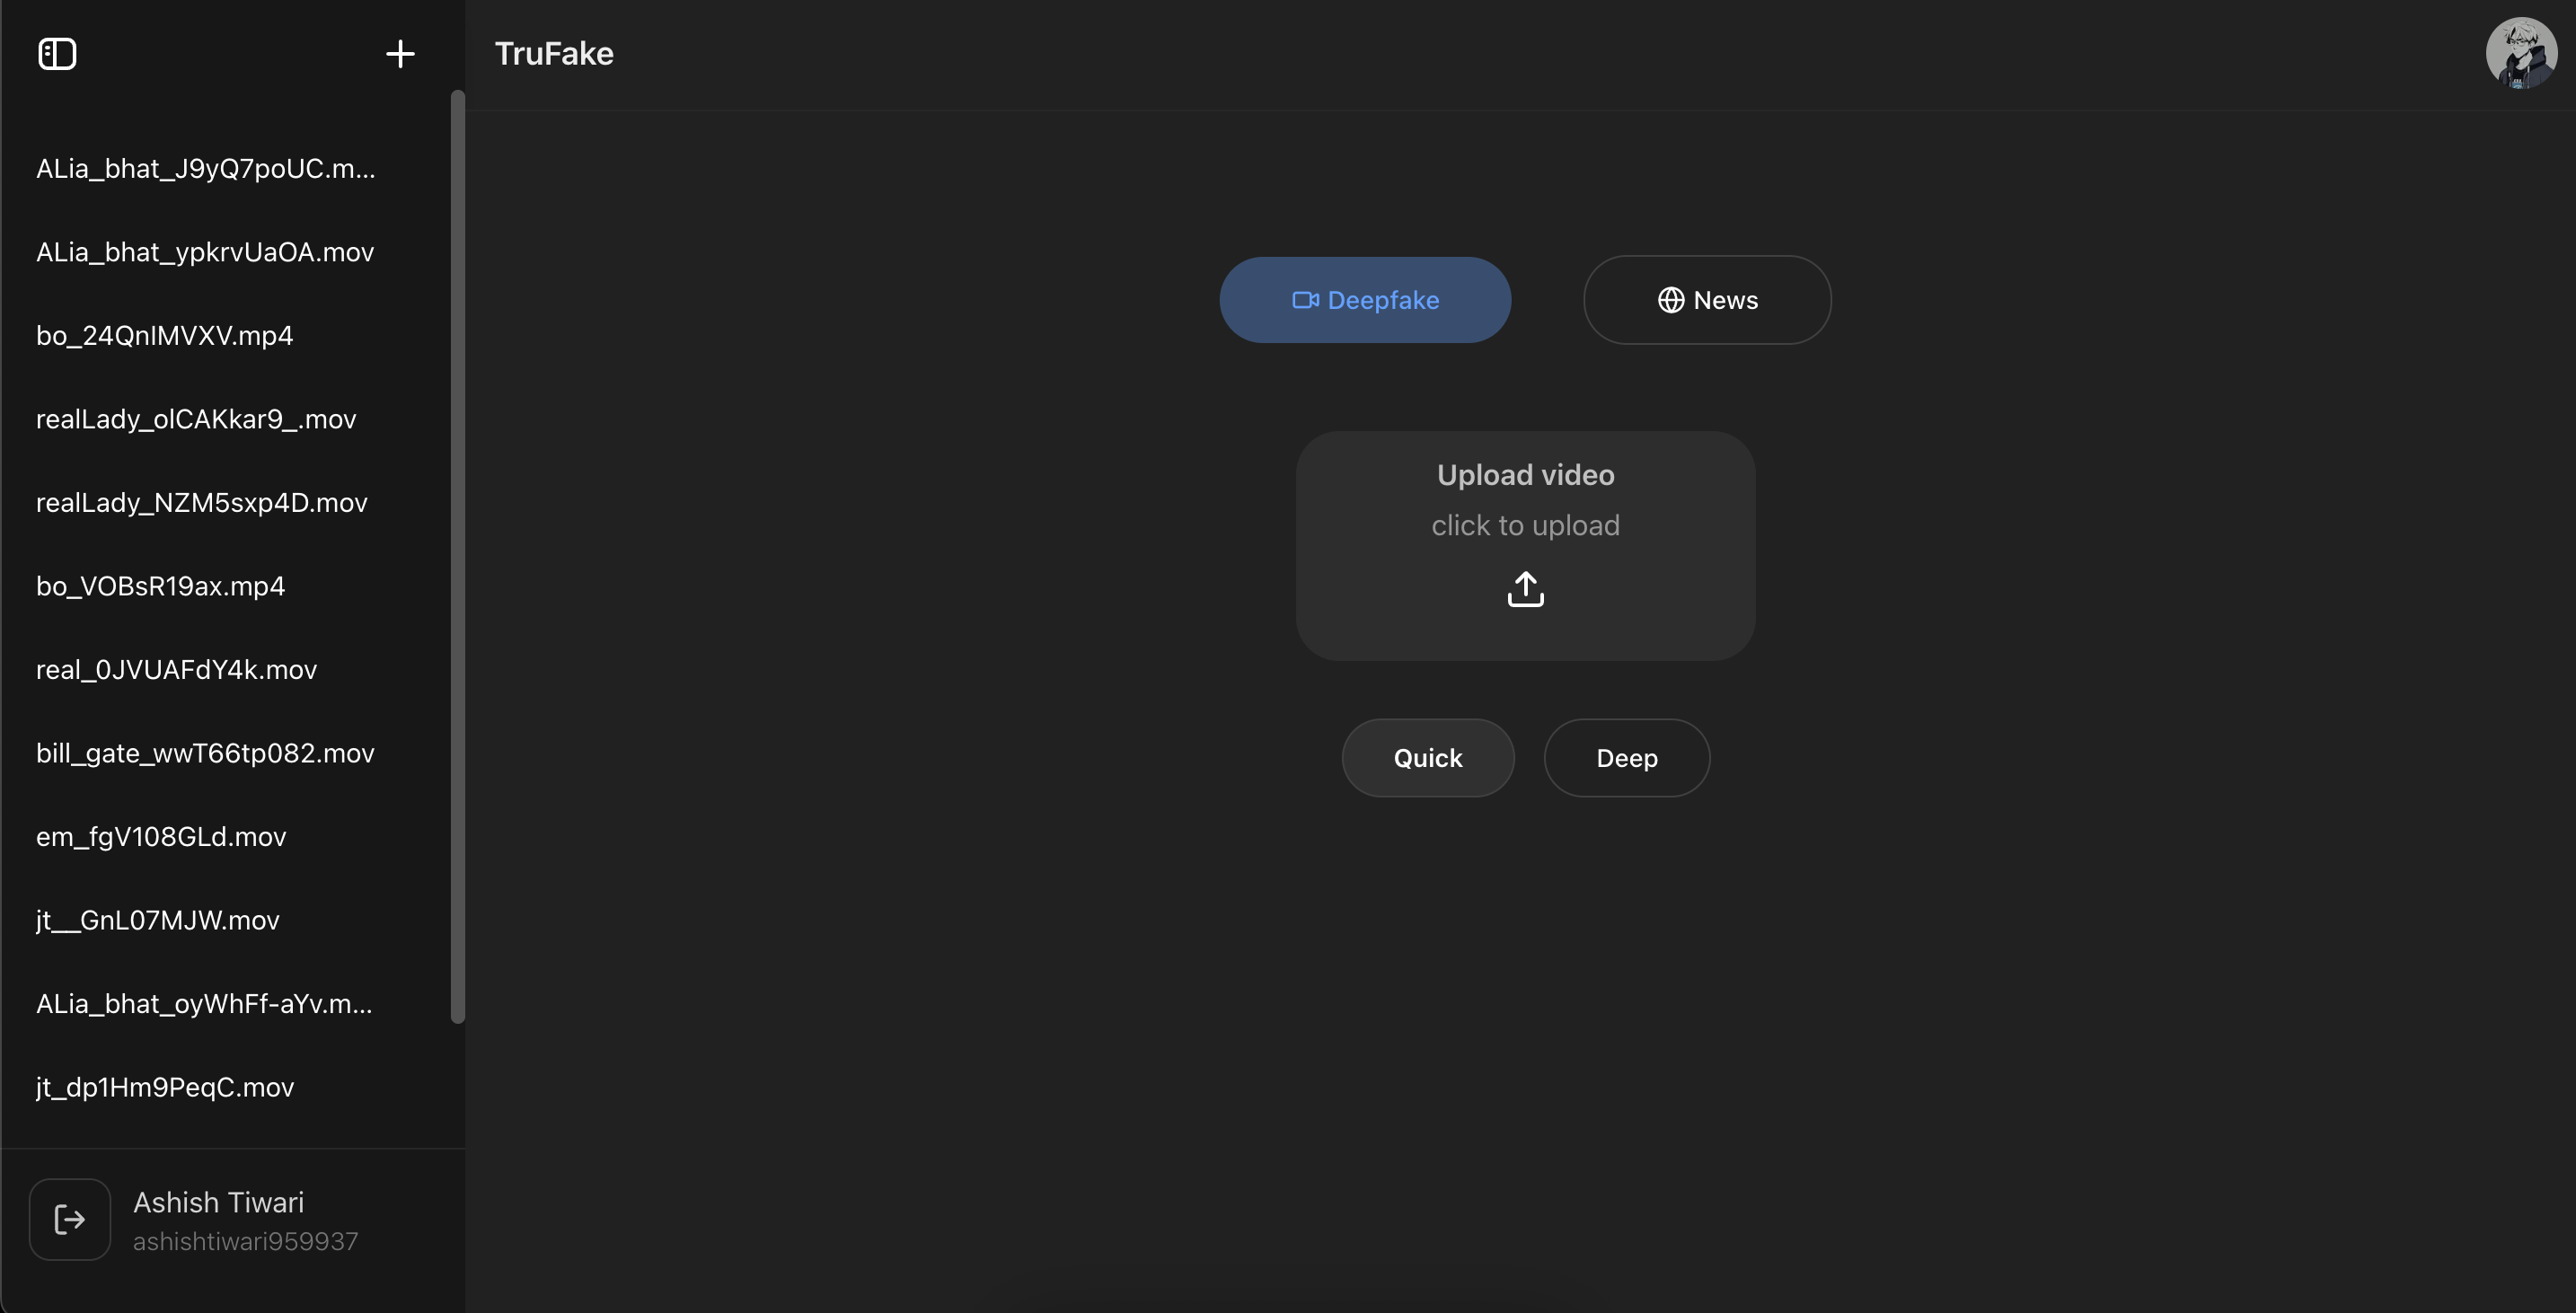 TruFake
ALia_bhat_J9yQ7poUC.m...
ALia_bhat_ypkrvUaOA.mov
bo_24QnIMVXV.mp4
realLady_olCAKkar9_.mov
realLady_NZM5sxp4D.mov
bo_VOBsR19ax.mp4
real_0JVUAFdY4k.mov
bill_gate_wwT66tp082.mov
em_fgV108GLd.mov
jt__GnL07MJW.mov
ALia_bhat_oyWhFf-aYv.m...
jt_dp1Hm9PeqC.mov
Ashish Tiwari
ashishtiwari959937
Deepfake
News
Upload video
click to upload
Quick
Deep